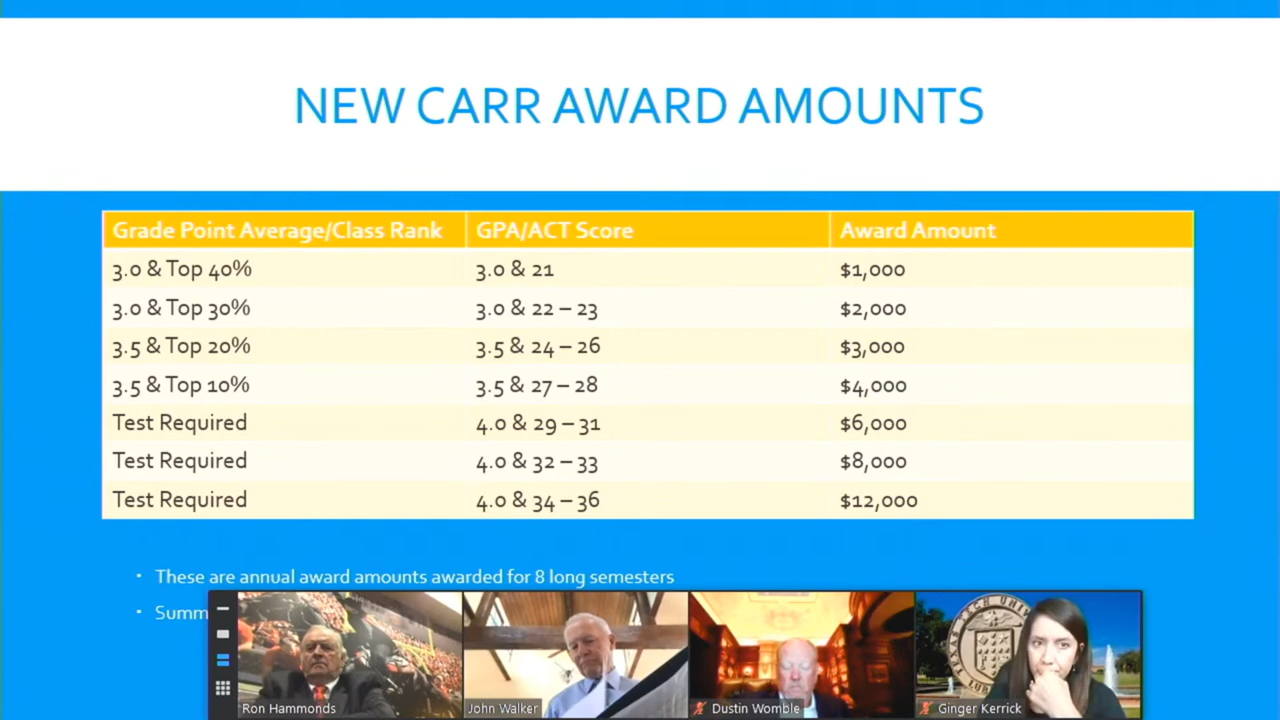 NEW CARR AWARD AMOUNTS
Grade Point Average/Class Rank GPA/ACT Score Award Amount
3.0 & Top 40% 3.0 & 21 $1,000
3.0 & Top 30% 3.0 & 22 – 23 $2,000
3.5 & Top 20% 3.5 & 24 – 26 $3,000
3.5 & Top 10% 3.5 & 27 – 28 $4,000
Test Required 4.0 & 29 – 31 $6,000
Test Required 4.0 & 32 – 33 $8,000
Test Required 4.0 & 34 – 36 $12,000
• These are annual award amounts awarded for 8 long semesters
• Summ
Ron Hammonds
John Walker
Dustin Womble
Ginger Kerrick